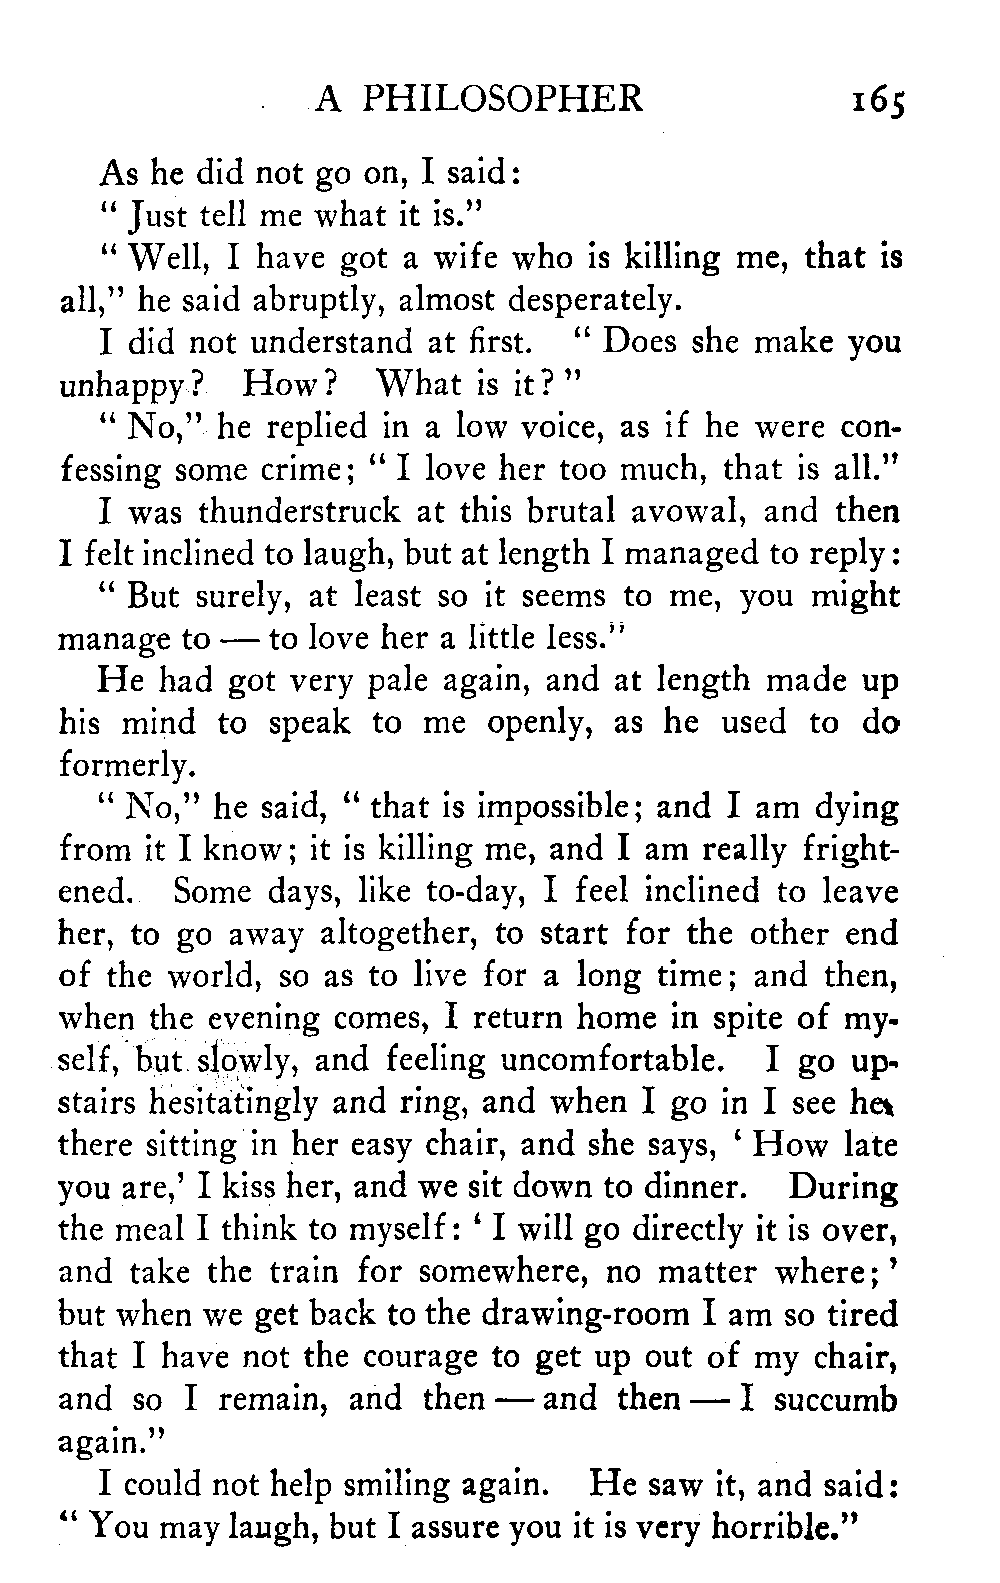 A PHILOSOPHER 165
As he did not go on, I said:
" Just tell me what it is."
" Well, I have got a wife who is killing me, that is
all," he said abruptly, almost desperately.
I did not understand at first. " Does she make you
unhappy? How? What is it? "
" No," he replied in a low voice, as if he were con-
fessing some crime; " I love her too much, that is all."
I was thunderstruck at this brutal avowal, and then
I felt inclined to laugh, but at length I managed to reply:
" But surely, at least so it seems to me, you might
manage to — to love her a little less."
He had got very pale again, and at length made up
his mind to speak to me openly, as he used to do
formerly.
" No," he said, " that is impossible; and I am dying
from it I know; it is killing me, and I am really fright-
ened. Some days, like to-day, I feel inclined to leave
her, to go away altogether, to start for the other end
of the world, so as to live for a long time; and then,
when the evening comes, I return home in spite of my-
self, but slowly, and feeling uncomfortable. I go up-
stairs hesitatingly and ring, and when I go in I see her
there sitting in her easy chair, and she says, ' How late
you are,' I kiss her, and we sit down to dinner. During
the meal I think to myself: ' I will go directly it is over,
and take the train for somewhere, no matter where; '
but when we get back to the drawing-room I am so tired
that I have not the courage to get up out of my chair,
and so I remain, and then — and then — I succumb
again."
I could not help smiling again. He saw it, and said:
" You may laugh, but I assure you it is very horrible."